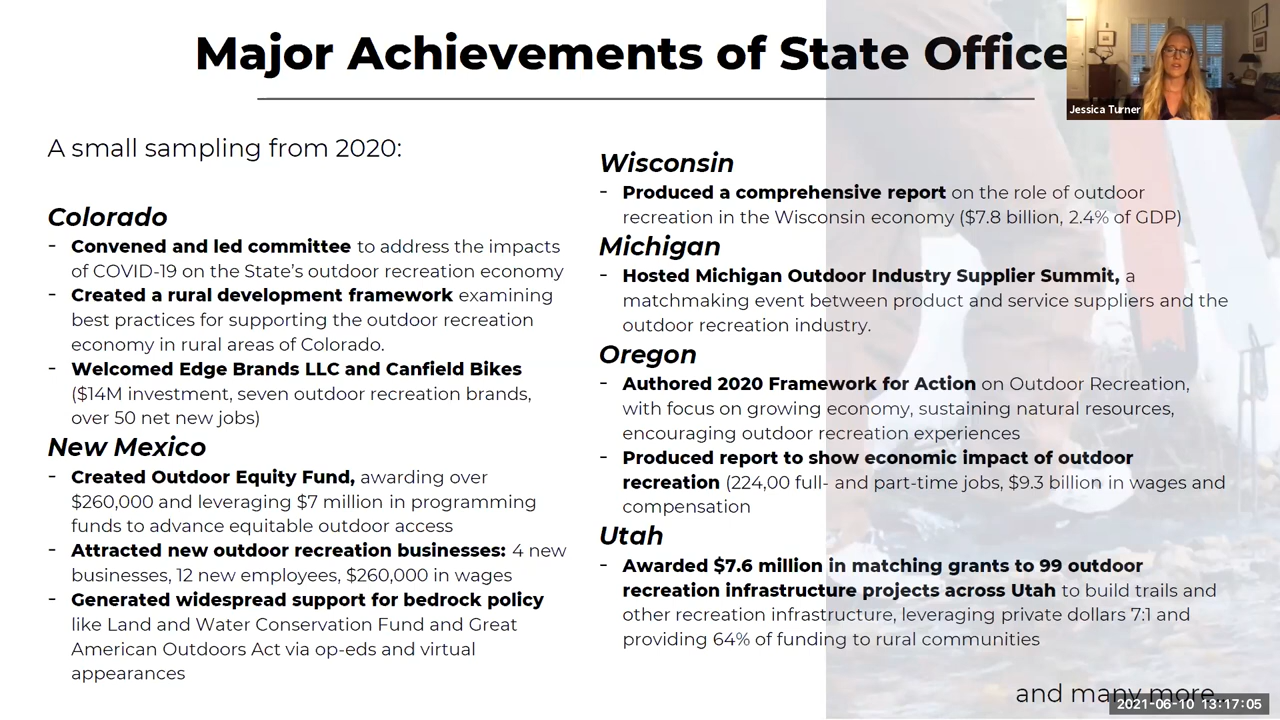 Major Achievements of State Office
Jessica Turner
A small sampling from 2020:
Colorado
- Convened and led committee to address the impacts
of COVID-19 on the State's outdoor recreation economy
- Created a rural development framework examining
best practices for supporting the outdoor recreation
economy in rural areas of Colorado.
- Welcomed Edge Brands LLC and Canfield Bikes
($14M investment, seven outdoor recreation brands,
over 50 net new jobs)
New Mexico
- Created Outdoor Equity Fund, awarding over
$260,000 and leveraging $7 million in programming
funds to advance equitable outdoor access
- Attracted new outdoor recreation businesses: 4 new
businesses, 12 new employees, $260,000 in wages
- Generated widespread support for bedrock policy
like Land and Water Conservation Fund and Great
American Outdoors Act via op-eds and virtual
appearances
Wisconsin
- Produced a comprehensive report on the role of outdoor
recreation in the Wisconsin economy ($7.8 billion, 2.4% of GDP)
Michigan
- Hosted Michigan Outdoor Industry Supplier Summit, a
matchmaking event between product and service suppliers and the
outdoor recreation industry.
Oregon
- Authored 2020 Framework for Action on Outdoor Recreation,
with focus on growing economy, sustaining natural resources,
encouraging outdoor recreation experiences
- Produced report to show economic impact of outdoor
recreation (224,00 full- and part-time jobs, $9.3 billion in wages and
compensation
Utah
- Awarded $7.6 million in matching grants to 99 outdoor
recreation infrastructure projects across Utah to build trails and
other recreation infrastructure, leveraging private dollars 7:1 and
providing 64% of funding to rural communities
and many more...
2021-06-10 13:17:05